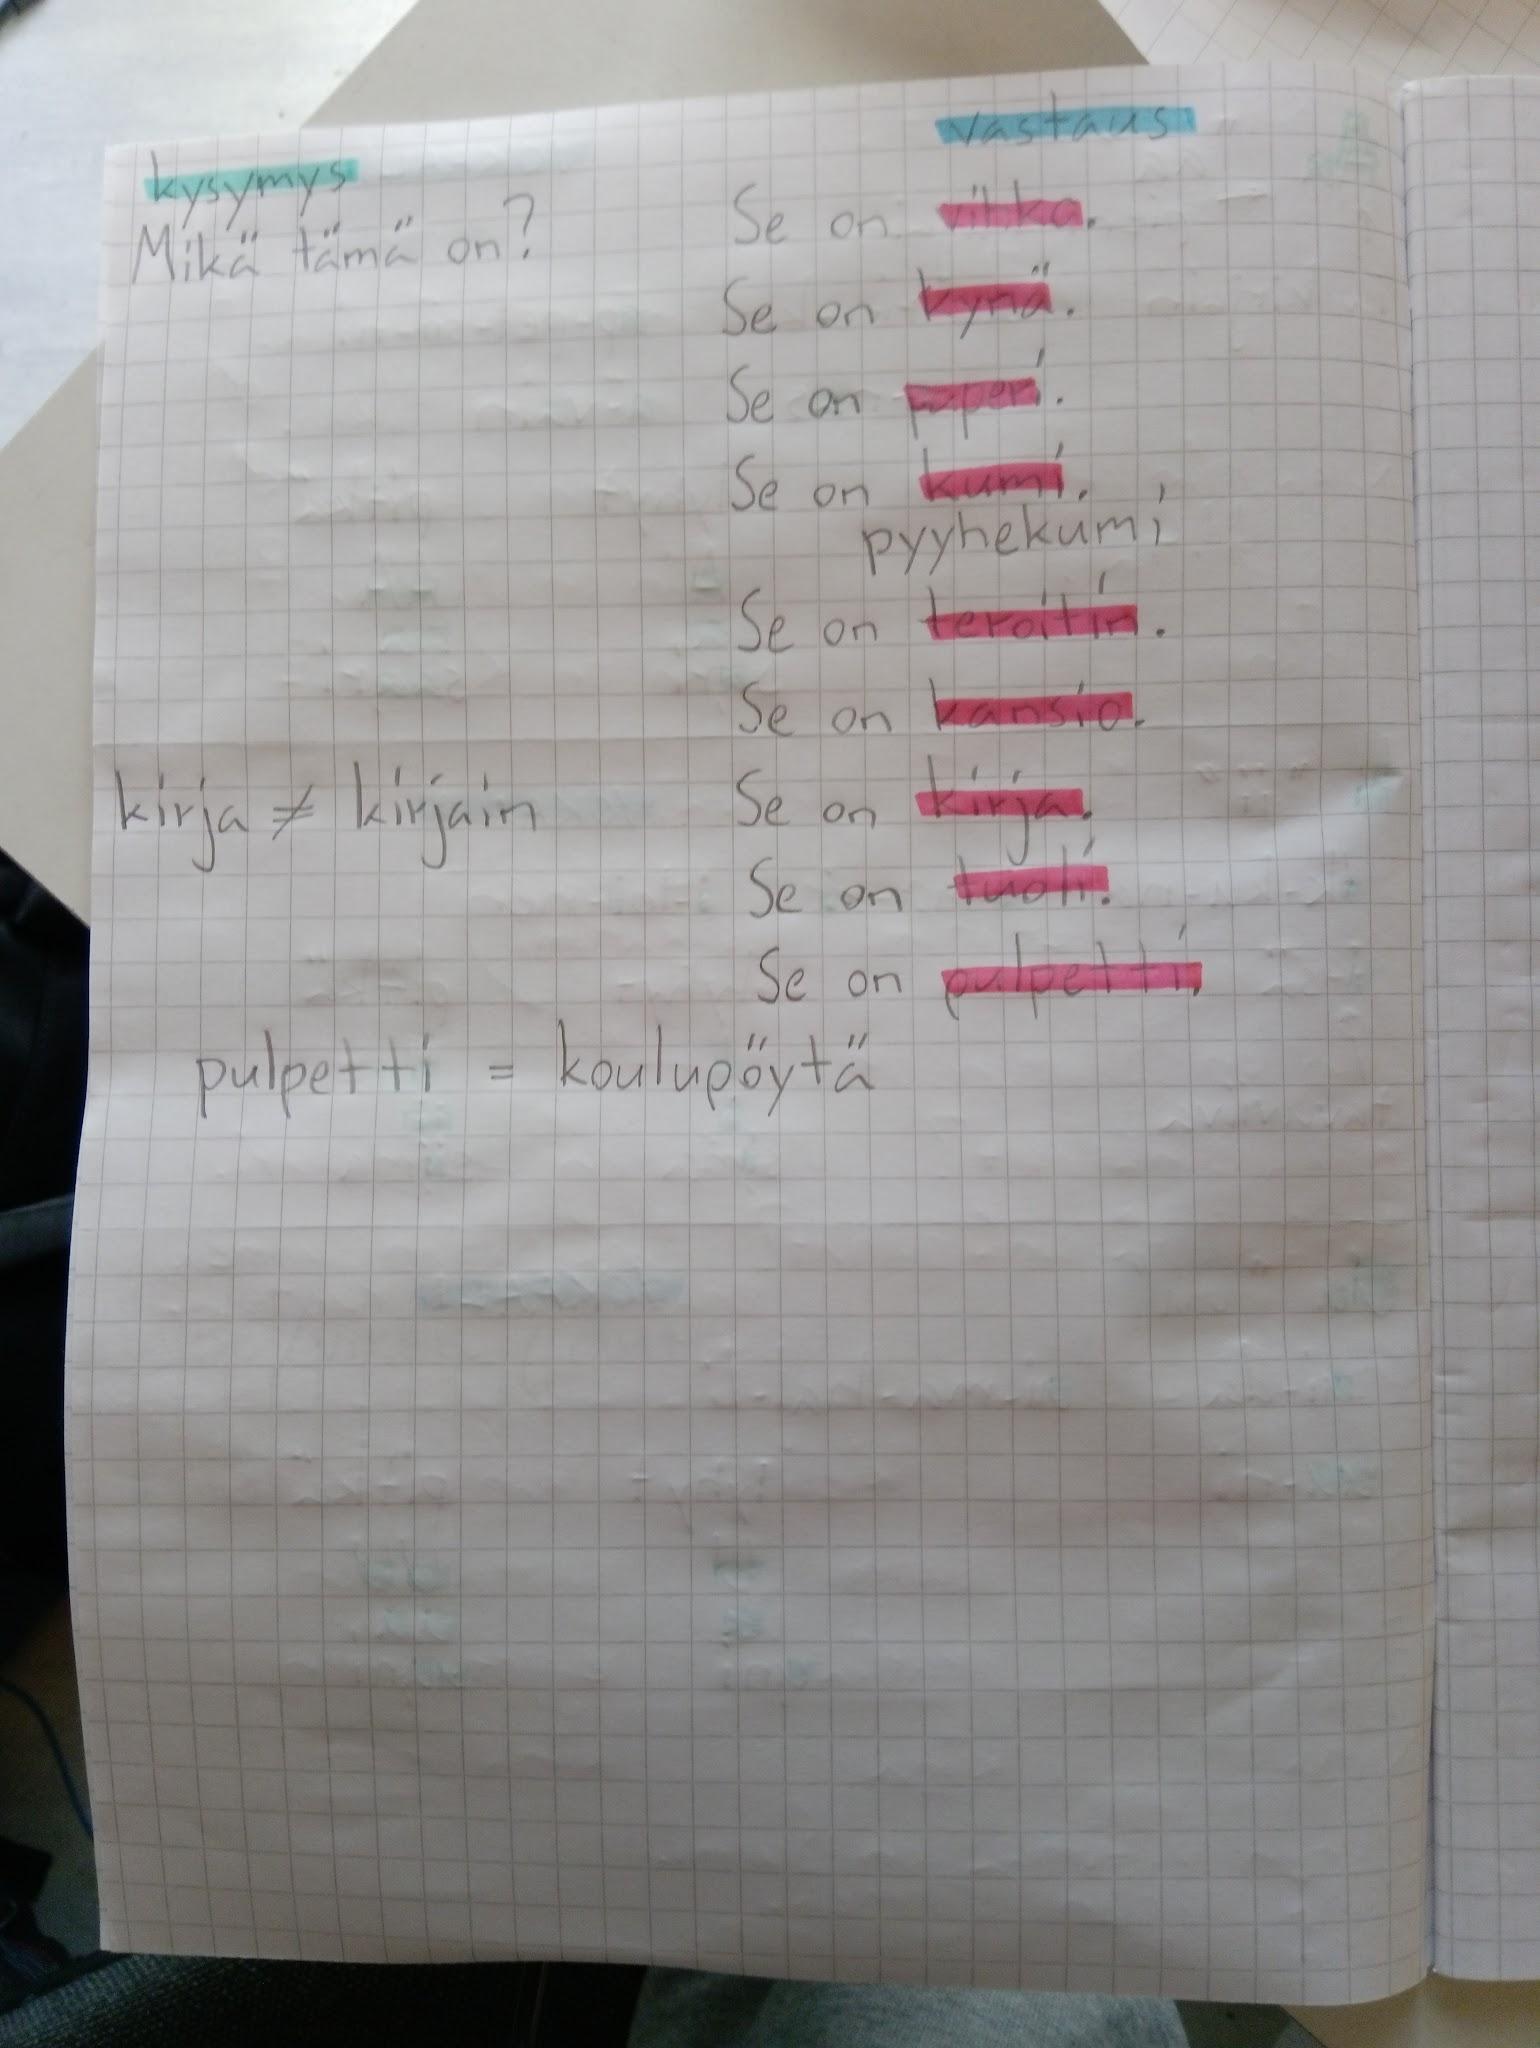 kysymys
vastaus
Mikä tämä on?
Se on vihko.
Se on kynä.
Se on paperi.
Se on kumi.
pyyhekumi
Se on teroitin.
Se on kansio.
kirja ≠ kirjain
Se on kirja.
Se on tuoli.
Se on pulpetti.
pulpetti = koulupöytä